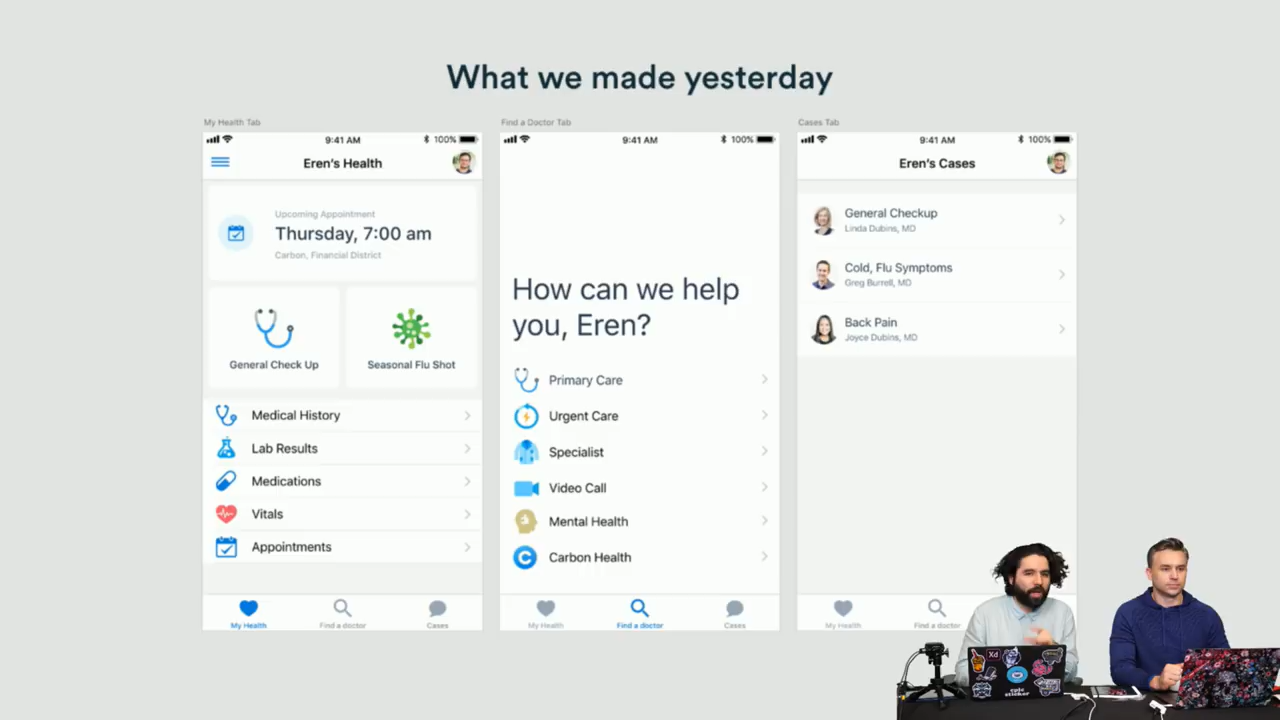 What we made yesterday
My Health Tab
9:41 AM
100%
Eren's Health
Upcoming Appointment
Thursday, 7:00 am
Carbon, Financial District
General Check Up
Seasonal Flu Shot
Medical History
Lab Results
Medications
Vitals
Appointments
My Health
Find a doctor
Cases
Find a Doctor Tab
9:41 AM
100%
How can we help
you, Eren?
Primary Care
Urgent Care
Specialist
Video Call
Mental Health
Carbon Health
My Health
Find a doctor
Cases
Cases Tab
9:41 AM
100%
Eren's Cases
General Checkup
Linda Dubins, MD
Cold, Flu Symptoms
Greg Burrell, MD
Back Pain
Joyce Dubins, MD
My Health
Find a doctor
Xd